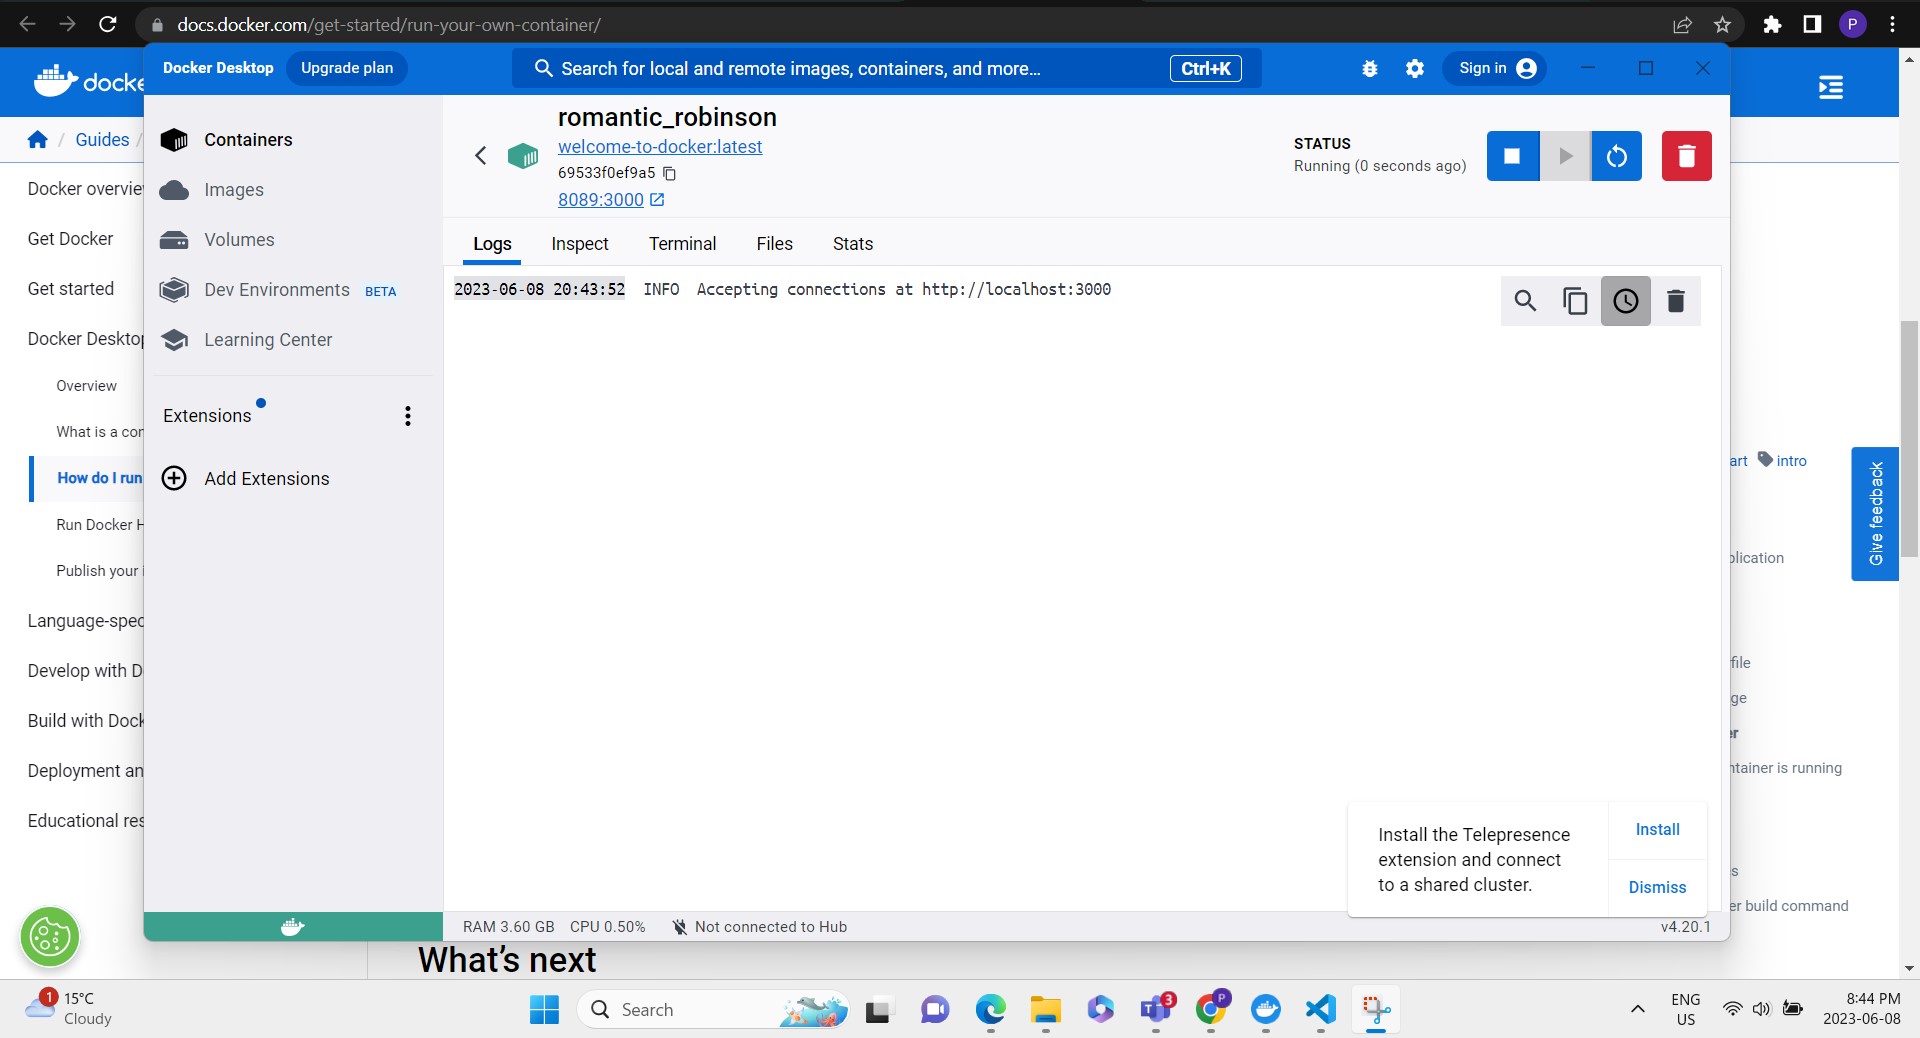 docs.docker.com/get-started/run-your-own-container/
P
docke
Guides /
Docker overvie
Get Docker
Get started
Docker Desktop
Overview
What is a con
How do I run
Run Docker H
Publish your i
Language-spec
Develop with D
Build with Dock
Deployment an
Educational res
Docker Desktop
Upgrade plan
Search for local and remote images, containers, and more...
Ctrl+K
Sign in
Containers
Images
Volumes
Dev Environments BETA
Learning Center
Extensions
Add Extensions
romantic_robinson
welcome-to-docker:latest
69533f0ef9a5
8089:3000
STATUS
Running (0 seconds ago)
Logs
Inspect
Terminal
Files
Stats
2023-06-08 20:43:52 INFO Accepting connections at http://localhost:3000
Install the Telepresence
extension and connect
to a shared cluster.
Install
Dismiss
RAM 3.60 GB CPU 0.50% Not connected to Hub
v4.20.1
art intro
plication
file
ge
er
ntainer is running
s
er build command
Give feedback
What's next
1
15°C
Cloudy
Search
3
P
ENG
US
8:44 PM
2023-06-08